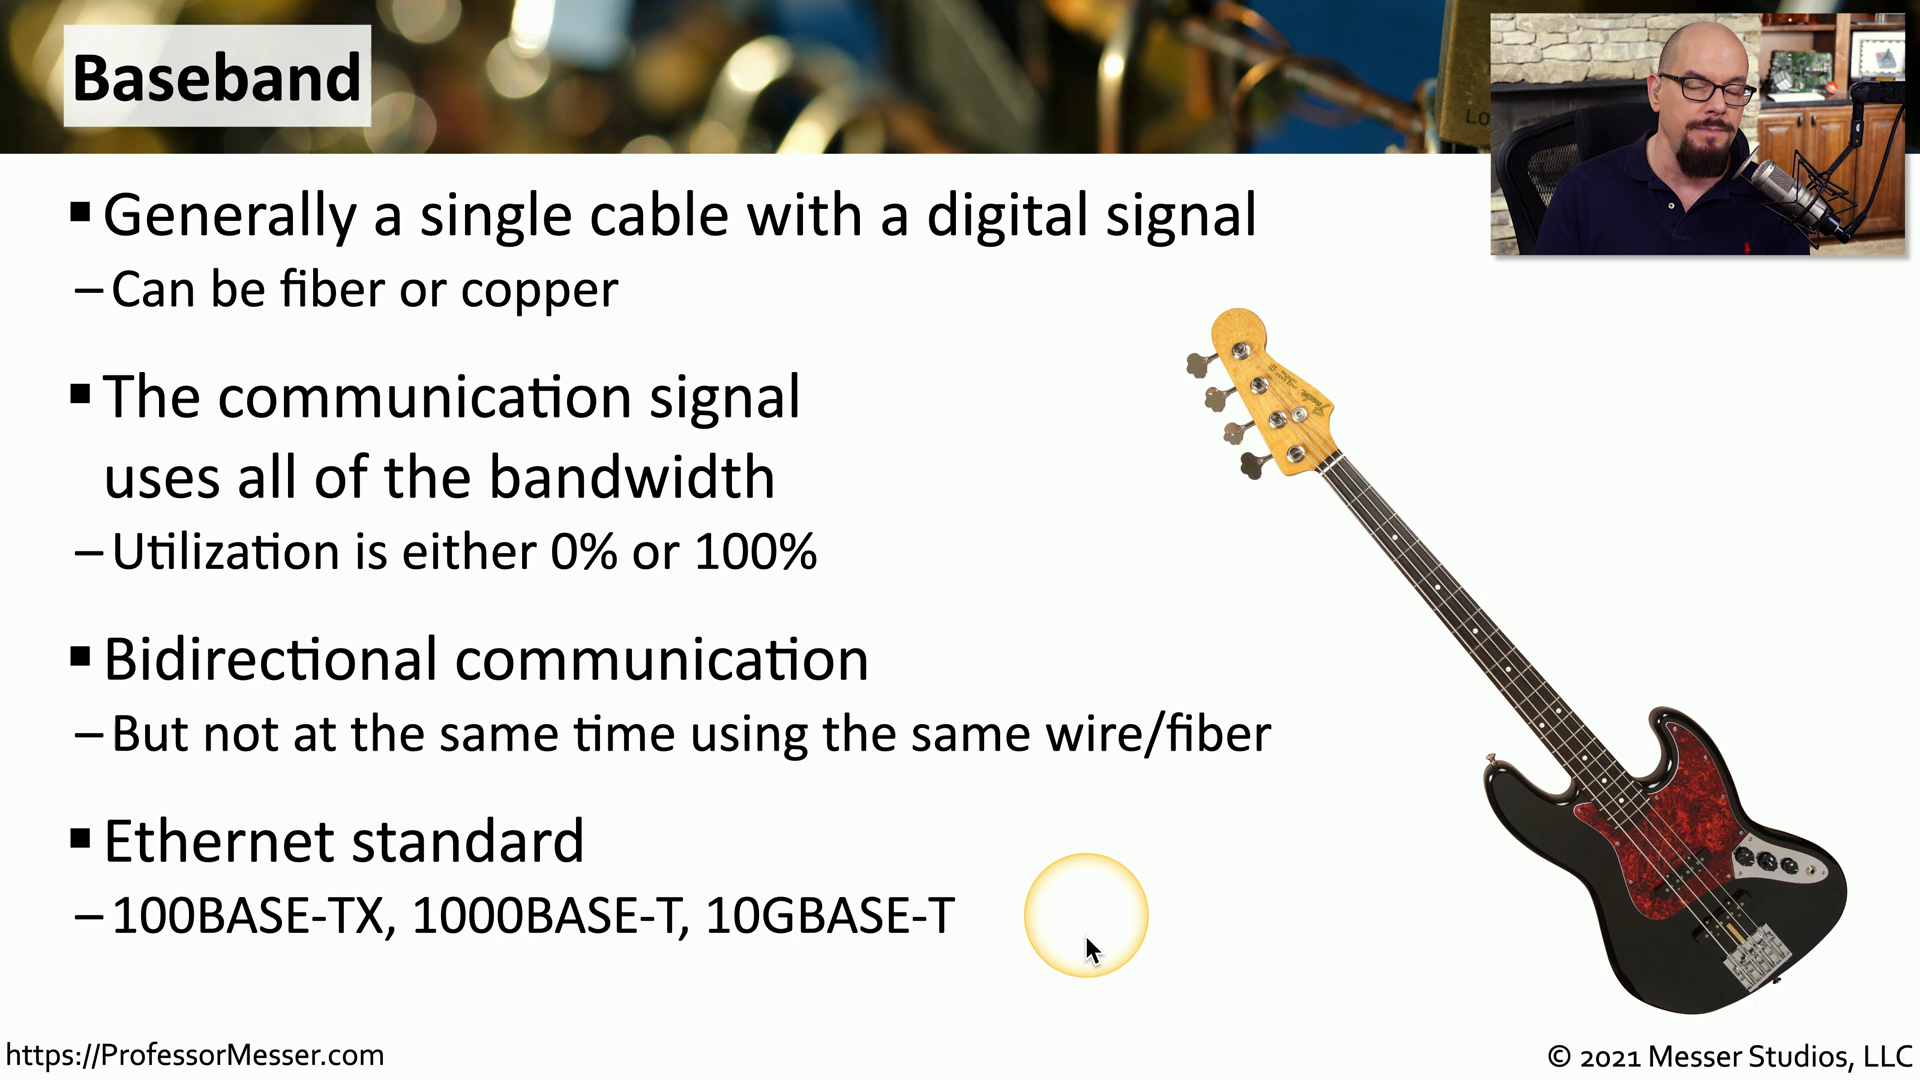 Baseband
Lo
▪ Generally a single cable with a digital signal
– Can be fiber or copper
▪ The communication signal
uses all of the bandwidth
– Utilization is either 0% or 100%
▪ Bidirectional communication
– But not at the same time using the same wire/fiber
▪ Ethernet standard
– 100BASE-TX, 1000BASE-T, 10GBASE-T
Fender
https://ProfessorMesser.com
© 2021 Messer Studios, LLC